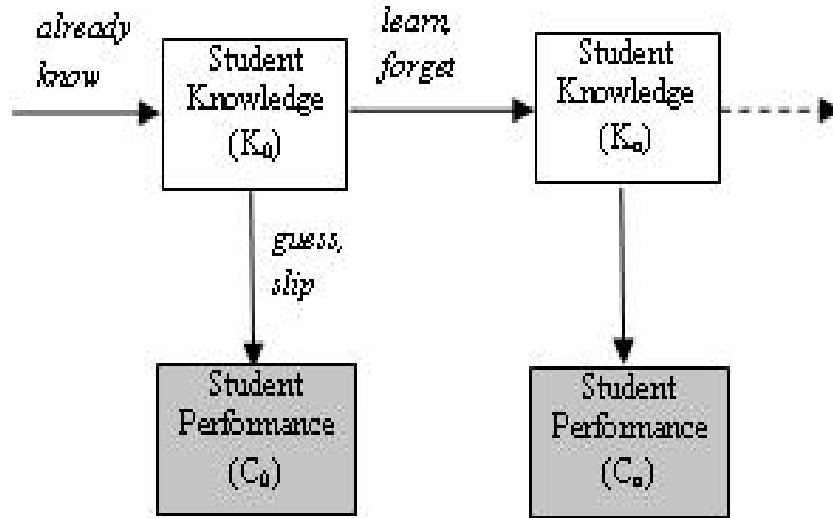 already
know
Student
Knowledge
(K₀)
learn,
forget
Student
Knowledge
(Kₙ)
guess,
slip
Student
Performance
(C₀)
Student
Performance
(Cₙ)